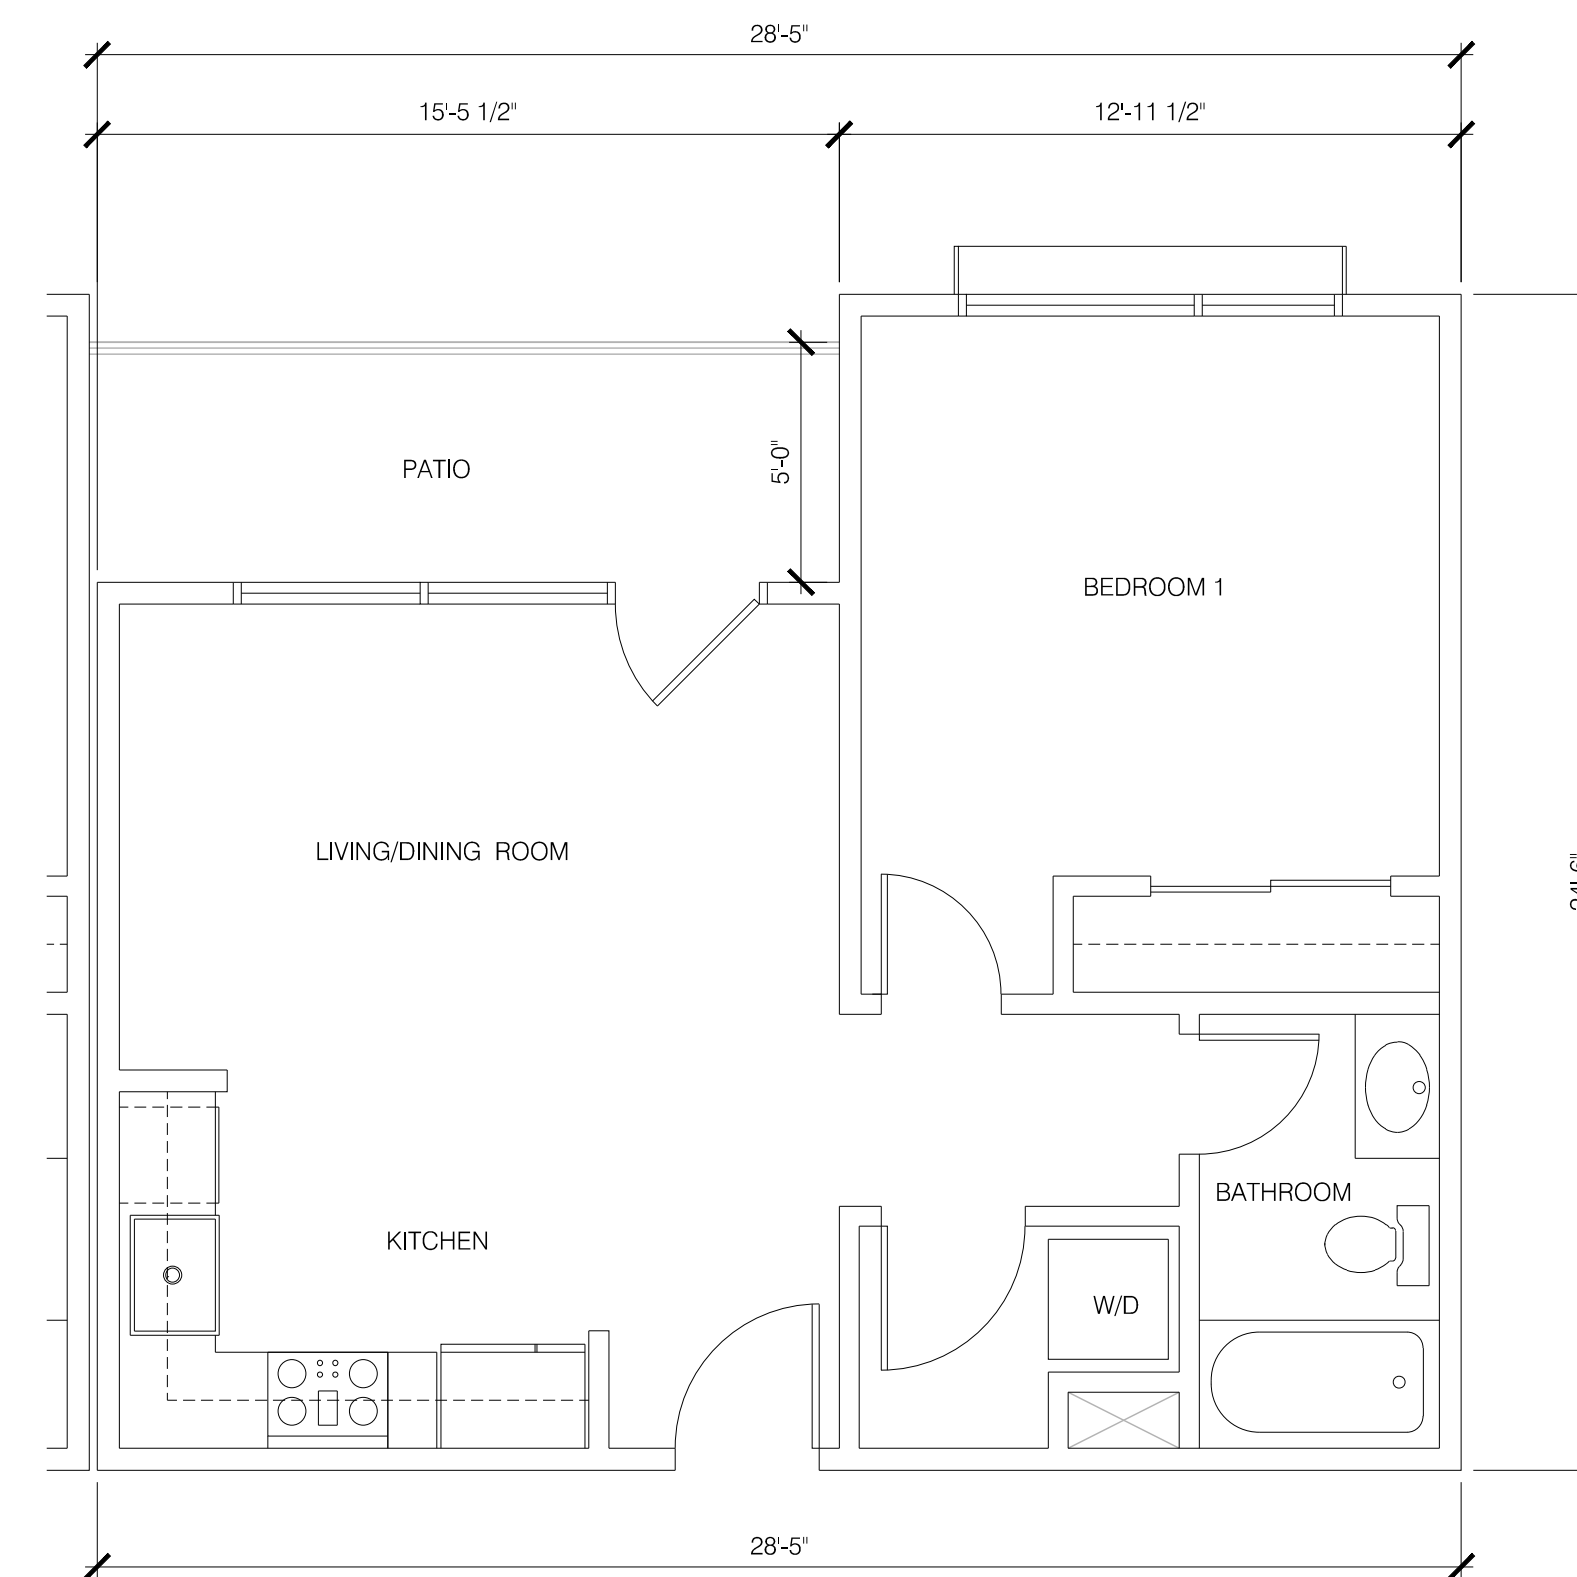 28'-5"
15'-5 1/2"
12'-11 1/2"
PATIO
5'-0"
BEDROOM 1
LIVING/DINING ROOM
BATHROOM
KITCHEN
W/D
28'-5"